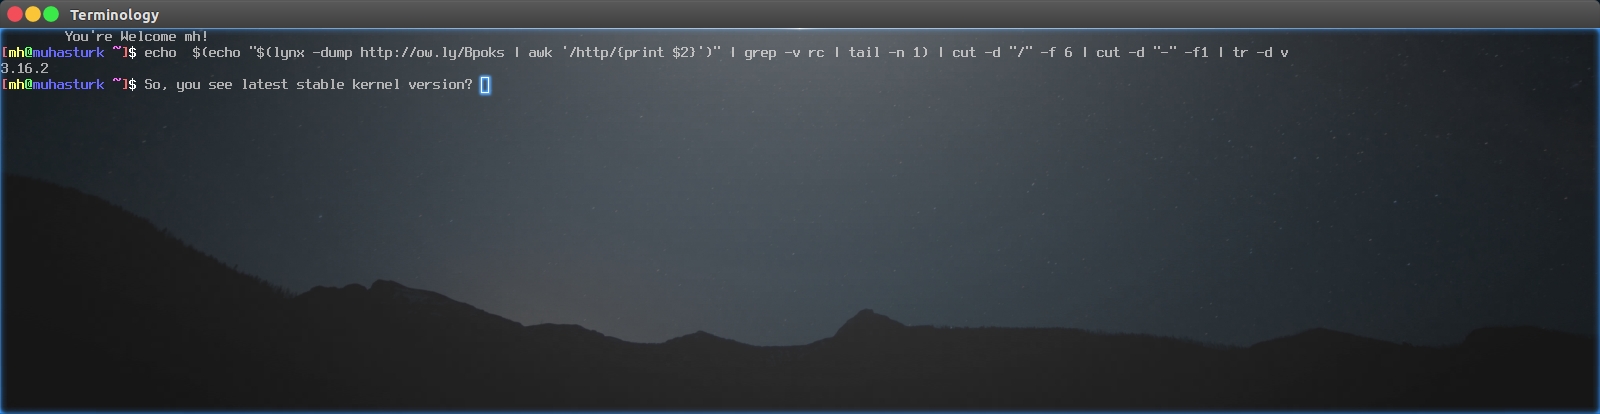 Terminology
You're Welcome mh!
[mh@muhasturk ~]$ echo  $(echo "$(lynx -dump http://ow.ly/Bpoks | awk '/http/{print $2}')" | grep -v rc | tail -n 1) | cut -d "/" -f 6 | cut -d "-" -f1 | tr -d v
3.16.2
[mh@muhasturk ~]$ So, you see latest stable kernel version?